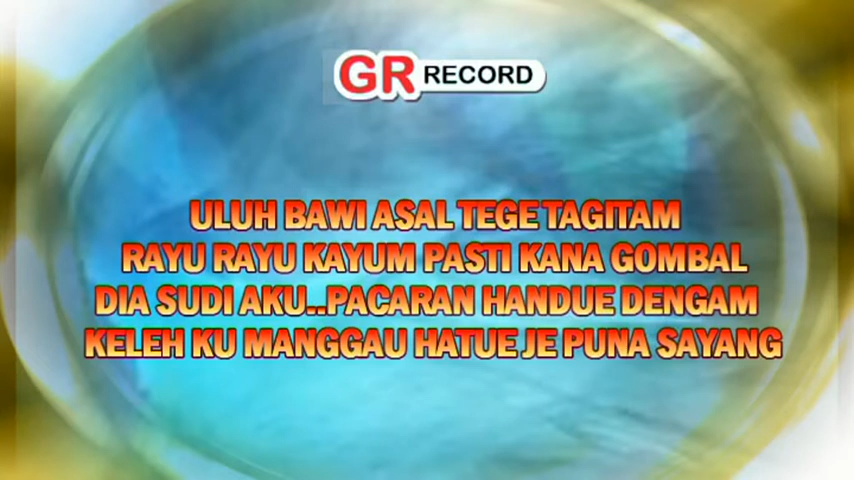 GR RECORD
ULUH BAWI ASAL TEGE TAGITAM
RAYU RAYU KAYUM PASTI KANA GOMBAL
DIA SUDI AKU..PACARAN HANDUE DENGAM
KELEH KU MANGGAU HATUE JE PUNA SAYANG